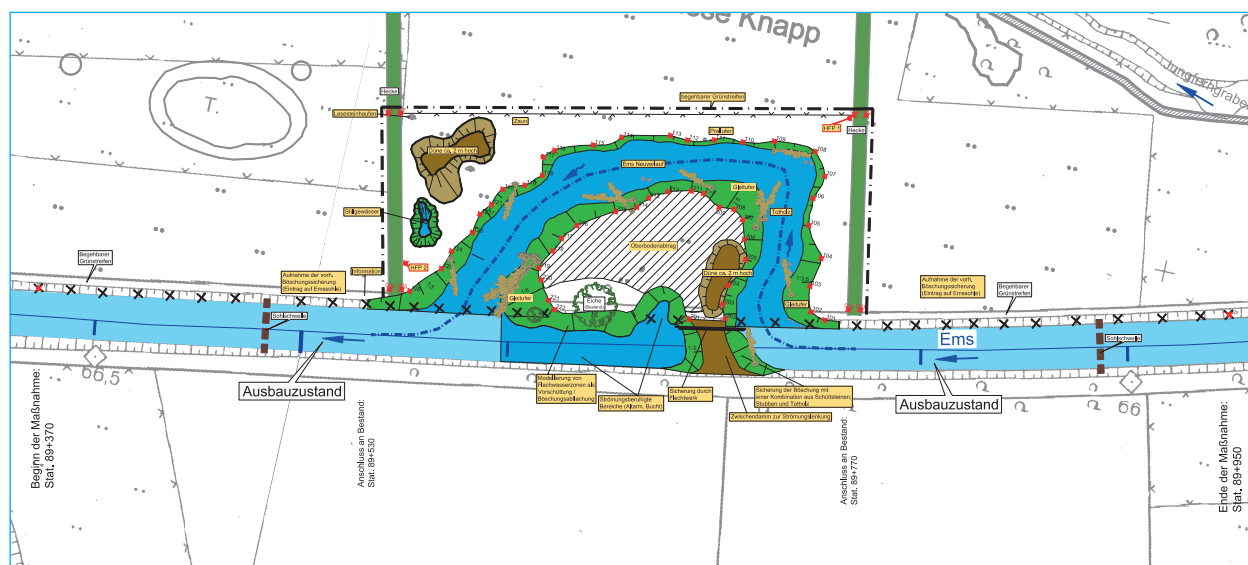 sse Knapp
Jungferngraben
T.
Hecke
begehbarer Grünstreifen
Lesesteinhaufen
Zaun
HFP 1
Hecke
Prallufer
Düne ca. 2 m hoch
Ems Neuverlauf
Gleitufer
Stillgewässer
Totholz
Oberbodenabtrag
Begehbarer
Grünstreifen
Aufnahme der vorh.
Böschungssicherung
(Eintrag auf Emssohle)
Information
HFP 2
Düne ca. 2 m hoch
Gleitufer
Eiche
Bestand
Gleitufer
Aufnahme der vorh.
Böschungssicherung
(Eintrag auf Emssohle)
Begehbarer
Grünstreifen
Sohlschwelle
Ems
Sohlschwelle
66,5
Ausbauzustand
Modellierung von
Flachwasserzonen als
Vorschüttung /
Böschungsabflachung
Strömungsberuhigte
Bereiche (Altarm, Bucht)
Sicherung durch
Flechtwerk
Sicherung der Böschung mit
einer Kombination aus Schüttsteinen,
Stubben und Totholz
Zwischendamm zur Strömungslenkung
Ausbauzustand
66
Beginn der Maßnahme:
Stat. 89+370
Anschluss an Bestand:
Stat. 89+530
Anschluss an Bestand:
Stat. 89+770
Ende der Maßnahme:
Stat. 89+950